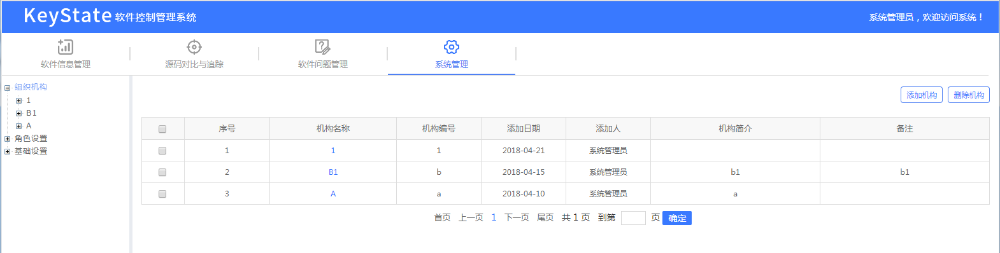 KeyState 软件控制管理系统 系统管理员，欢迎访问系统！
软件信息管理 源码对比与追踪 软件问题管理 系统管理
组织机构
1
B1
A
角色设置
基础设置
添加机构 删除机构
序号 机构名称 机构编号 添加日期 添加人 机构简介 备注
1 1 1 2018-04-21 系统管理员
2 B1 b 2018-04-15 系统管理员 b1 b1
3 A a 2018-04-10 系统管理员 a
首页 上一页 1 下一页 尾页 共 1 页 到第 页 确定